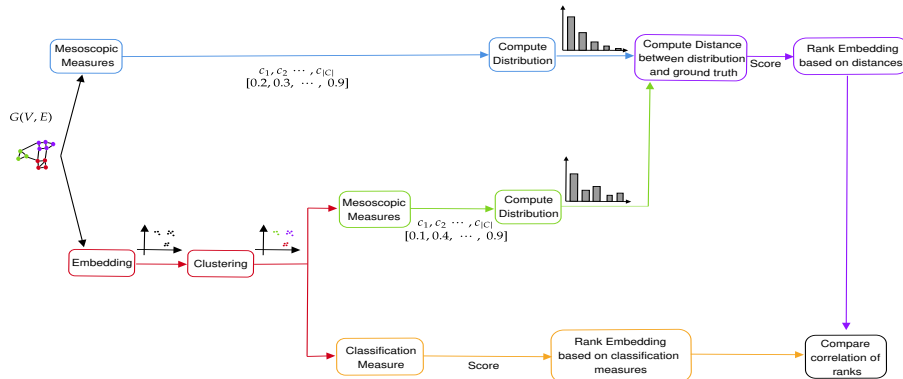 Mesoscopic
Measures
c₁, c₂ ⋯ , c|C|
[0.2, 0.3, ⋯ , 0.9]
Compute
Distribution
Compute Distance
between distribution
and ground truth
Score
Rank Embedding
based on distances
G(V, E)
Mesoscopic
Measures
c₁, c₂ ⋯ , c|C|
[0.1, 0.4, ⋯ , 0.9]
Compute
Distribution
Embedding
Clustering
Classification
Measure
Score
Rank Embedding
based on classification
measures
Compare
correlation of
ranks